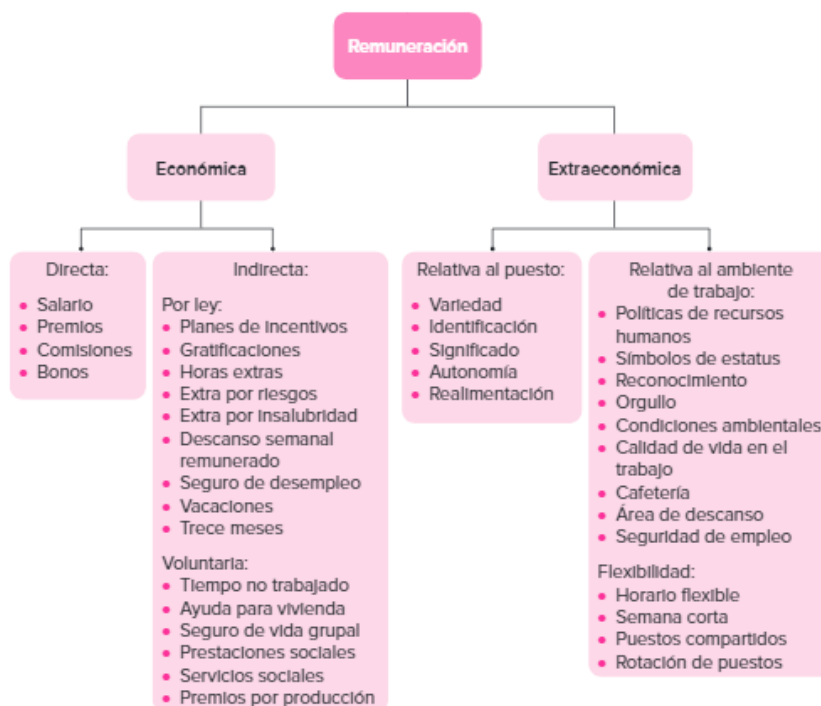 Remuneración
Económica
Extraeconómica
Directa:
• Salario
• Premios
• Comisiones
• Bonos
Indirecta:
Por ley:
• Planes de incentivos
• Gratificaciones
• Horas extras
• Extra por riesgos
• Extra por insalubridad
• Descanso semanal
remunerado
• Seguro de desempleo
• Vacaciones
• Trece meses
Voluntaria:
• Tiempo no trabajado
• Ayuda para vivienda
• Seguro de vida grupal
• Prestaciones sociales
• Servicios sociales
• Premios por producción
Relativa al puesto:
• Variedad
• Identificación
• Significado
• Autonomía
• Realimentación
Relativa al ambiente
de trabajo:
• Políticas de recursos
humanos
• Símbolos de estatus
• Reconocimiento
• Orgullo
• Condiciones ambientales
• Calidad de vida en el
trabajo
• Cafetería
• Área de descanso
• Seguridad de empleo
Flexibilidad:
• Horario flexible
• Semana corta
• Puestos compartidos
• Rotación de puestos